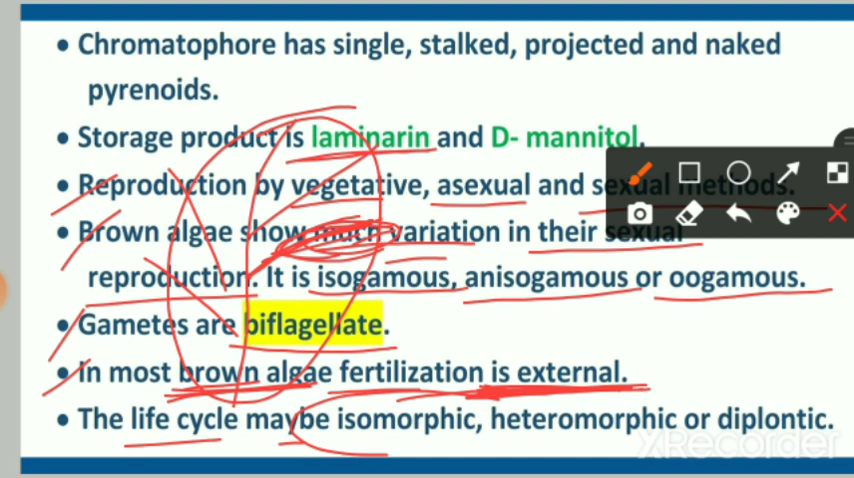 • Chromatophore has single, stalked, projected and naked
pyrenoids.
• Storage product is laminarin and D- mannitol.
• Reproduction by vegetative, asexual and sexual methods.
• Brown algae show much variation in their sexual
reproduction. It is isogamous, anisogamous or oogamous.
• Gametes are biflagellate.
• In most brown algae fertilization is external.
• The life cycle maybe isomorphic, heteromorphic or diplontic.
XRecorder